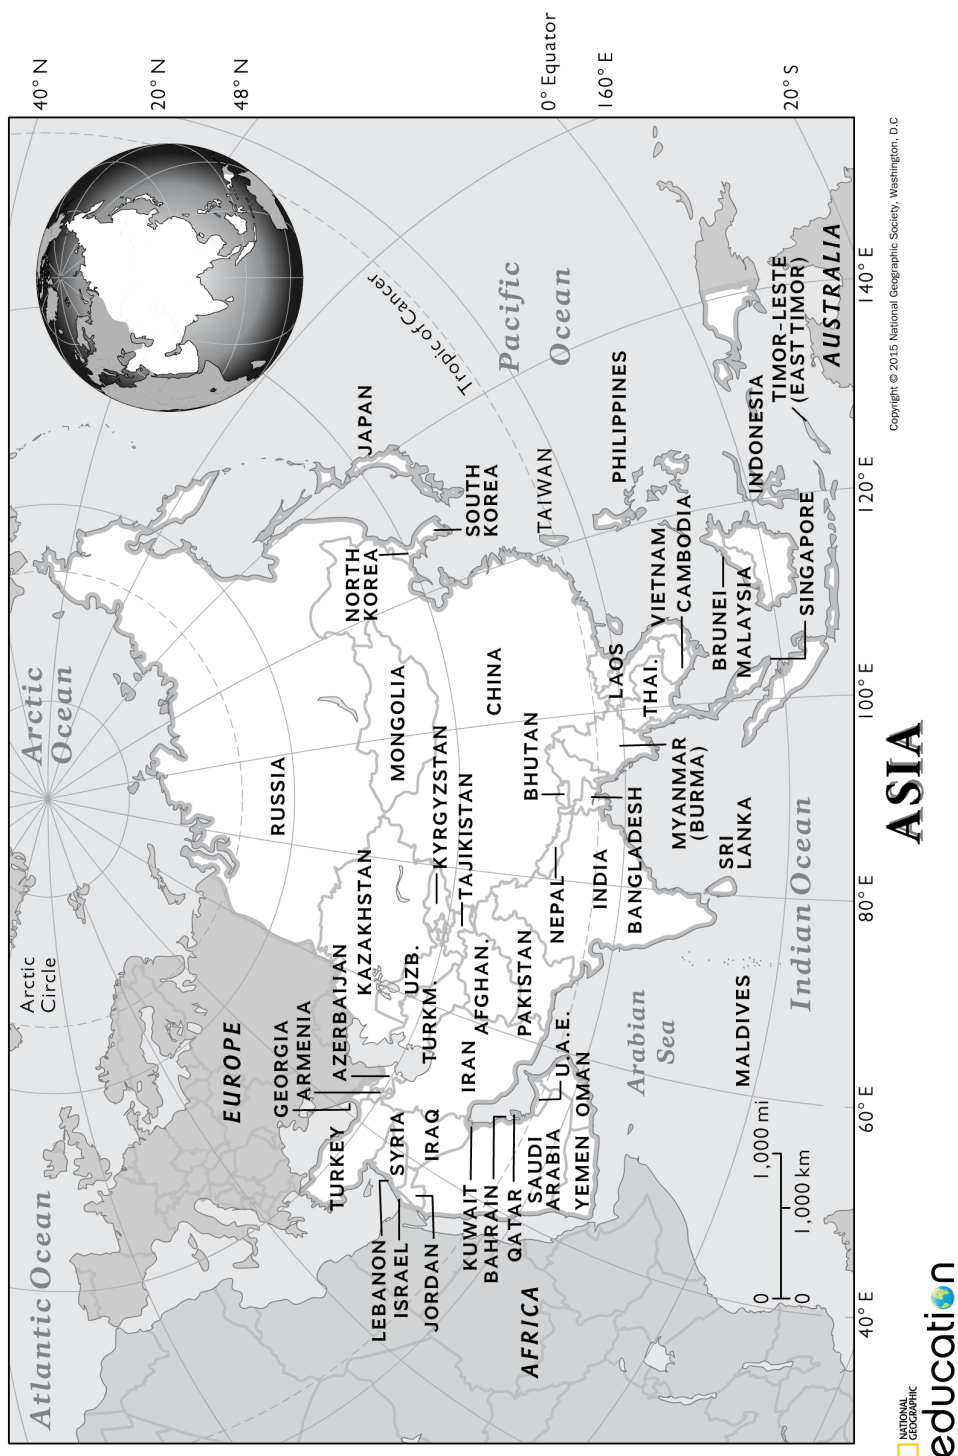 40° N
20° N
48° N
0° Equator
160° E
20° S
Atlantic Ocean
Arctic
Circle
Arctic
Ocean
EUROPE
RUSSIA
GEORGIA
ARMENIA
AZERBAIJAN
KAZAKHSTAN
MONGOLIA
NORTH
KOREA
JAPAN
SOUTH
KOREA
Tropic of Cancer
Pacific
Ocean
TURKEY
SYRIA
IRAQ
LEBANON
ISRAEL
JORDAN
UZB.
TURKM.
KYRGYZSTAN
TAJIKISTAN
CHINA
IRAN
AFGHAN.
PAKISTAN
KUWAIT
BAHRAIN
QATAR
SAUDI
ARABIA
YEMEN
OMAN
U.A.E.
NEPAL
BHUTAN
INDIA
BANGLADESH
MYANMAR
(BURMA)
LAOS
THAI.
VIETNAM
CAMBODIA
TAIWAN
PHILIPPINES
AFRICA
Arabian
Sea
SRI
LANKA
MALDIVES
BRUNEI
MALAYSIA
SINGAPORE
INDONESIA
TIMOR-LESTE
(EAST TIMOR)
AUSTRALIA
Indian Ocean
0 1,000 mi
0 1,000 km
40° E
60° E
80° E
100° E
120° E
140° E
NATIONAL
GEOGRAPHIC
education
ASIA
Copyright © 2015 National Geographic Society, Washington, D.C